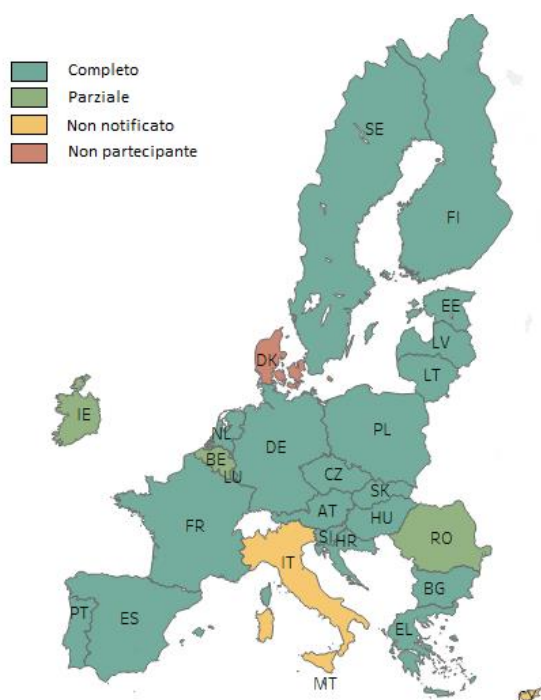 Completo
Parziale
Non notificato
Non partecipante
SE
FI
EE
LV
DK
LT
IE
NL
PL
BE
DE
LU
CZ
SK
AT
FR
HU
SI
HR
RO
IT
BG
PT
ES
EL
MT
CY